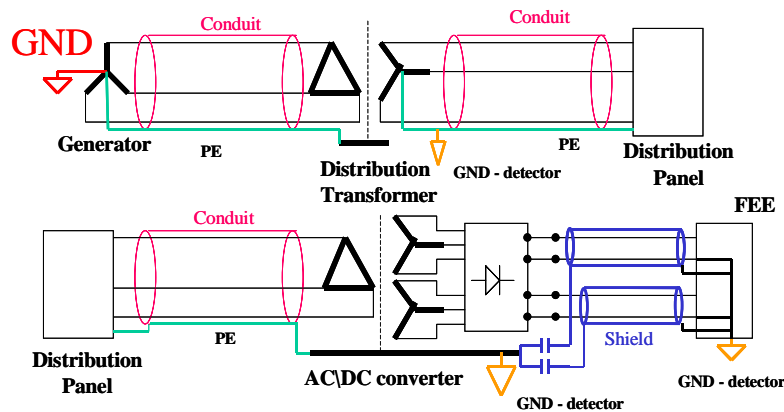 Conduit
Conduit
GND
Generator
PE
Distribution
Transformer
GND - detector
PE
Distribution
Panel
Conduit
FEE
PE
Shield
Distribution
Panel
AC\DC converter
GND - detector
GND - detector